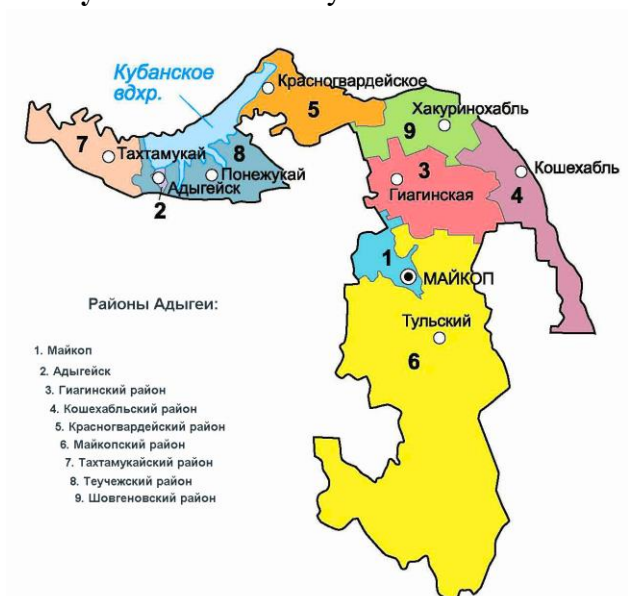 Кубанское
вдхр.
Красногвардейское
5
Хакуринохабль
9
7
Тахтамукай
8
Адыгейск
Понежукай
2
3
Гиагинская
Кошехабль
4
1
МАЙКОП
Тульский
6
Районы Адыгеи:
1. Майкоп
2. Адыгейск
3. Гиагинский район
4. Кошехабльский район
5. Красногвардейский район
6. Майкопский район
7. Тахтамукайский район
8. Теучежский район
9. Шовгеновский район